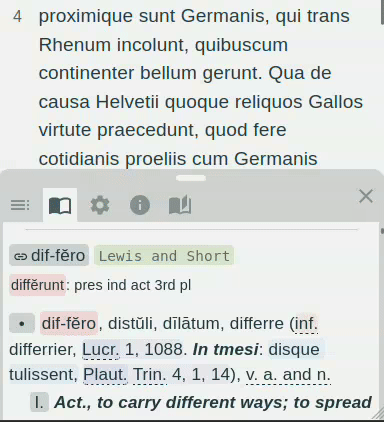 4 proximique sunt Germanis, qui trans
Rhenum incolunt, quibuscum
continenter bellum gerunt. Qua de
causa Helvetii quoque reliquos Gallos
virtute praecedunt, quod fere
cotidianis proeliis cum Germanis
dif-fĕro Lewis and Short
diffĕrunt: pres ind act 3rd pl
• dif-fĕro, distŭli, dīlātum, differre (inf.
differrier, Lucr. 1, 1088. In tmesi: disque
tulissent, Plaut. Trin. 4, 1, 14), v. a. and n.
I. Act., to carry different ways; to spread